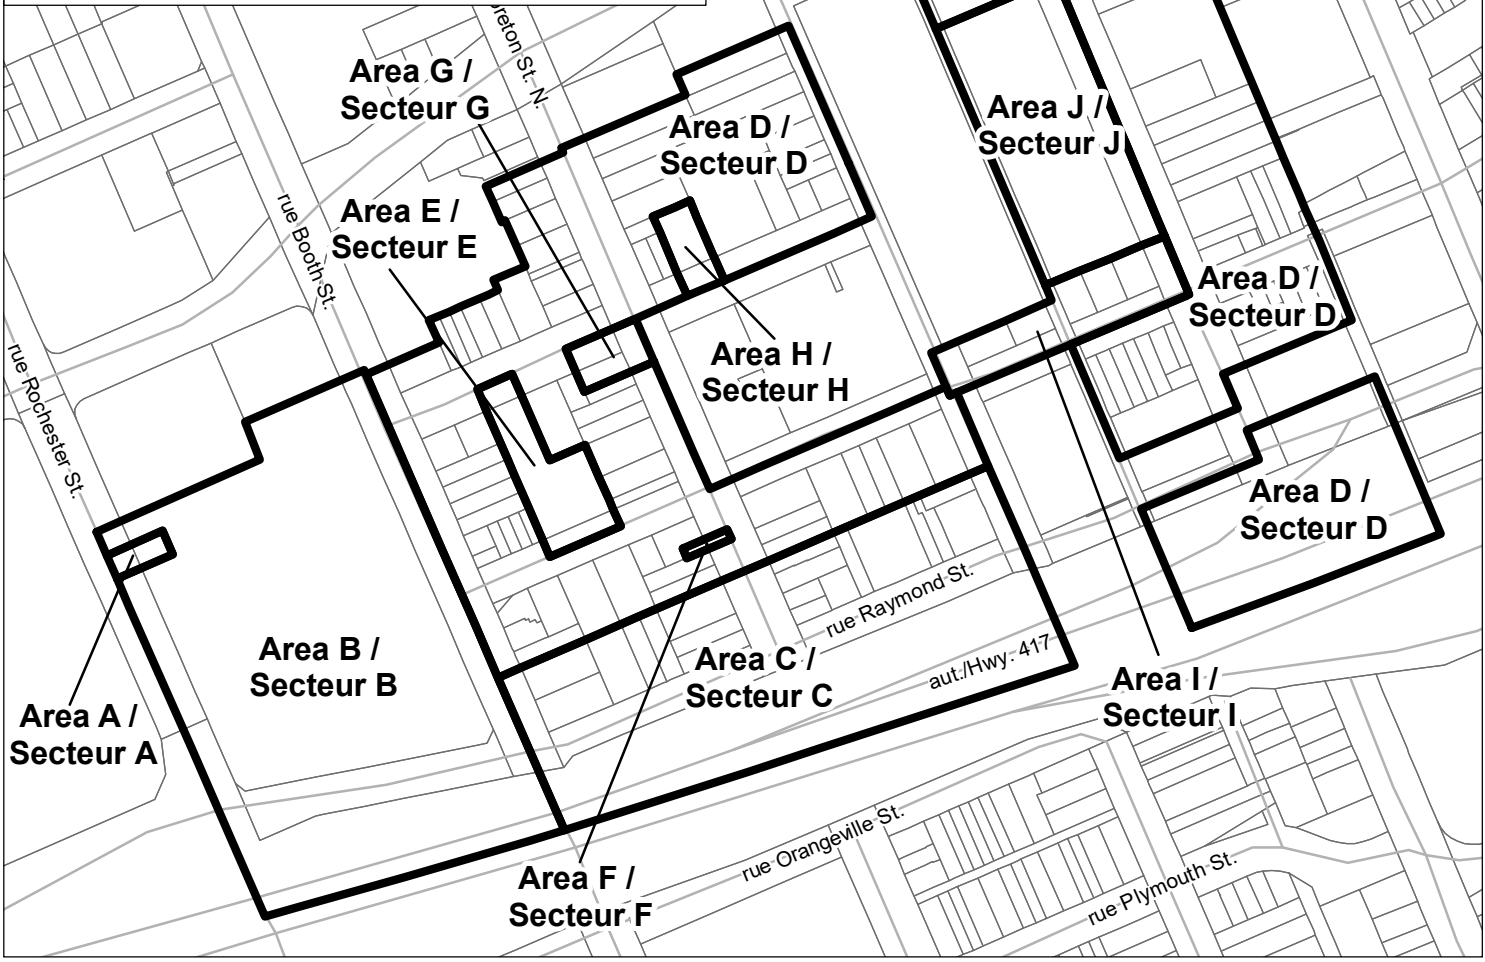 reton St. N.
Area G /
Secteur G
Area D /
Secteur D
Area J /
Secteur J
rue Booth St.
Area E /
Secteur E
Area D /
Secteur D
rue Rochester St.
Area H /
Secteur H
Area D /
Secteur D
rue Raymond St.
aut./Hwy. 417
Area B /
Secteur B
Area C /
Secteur C
Area I /
Secteur I
Area A /
Secteur A
rue Orangeville St.
Area F /
Secteur F
rue Plymouth St.